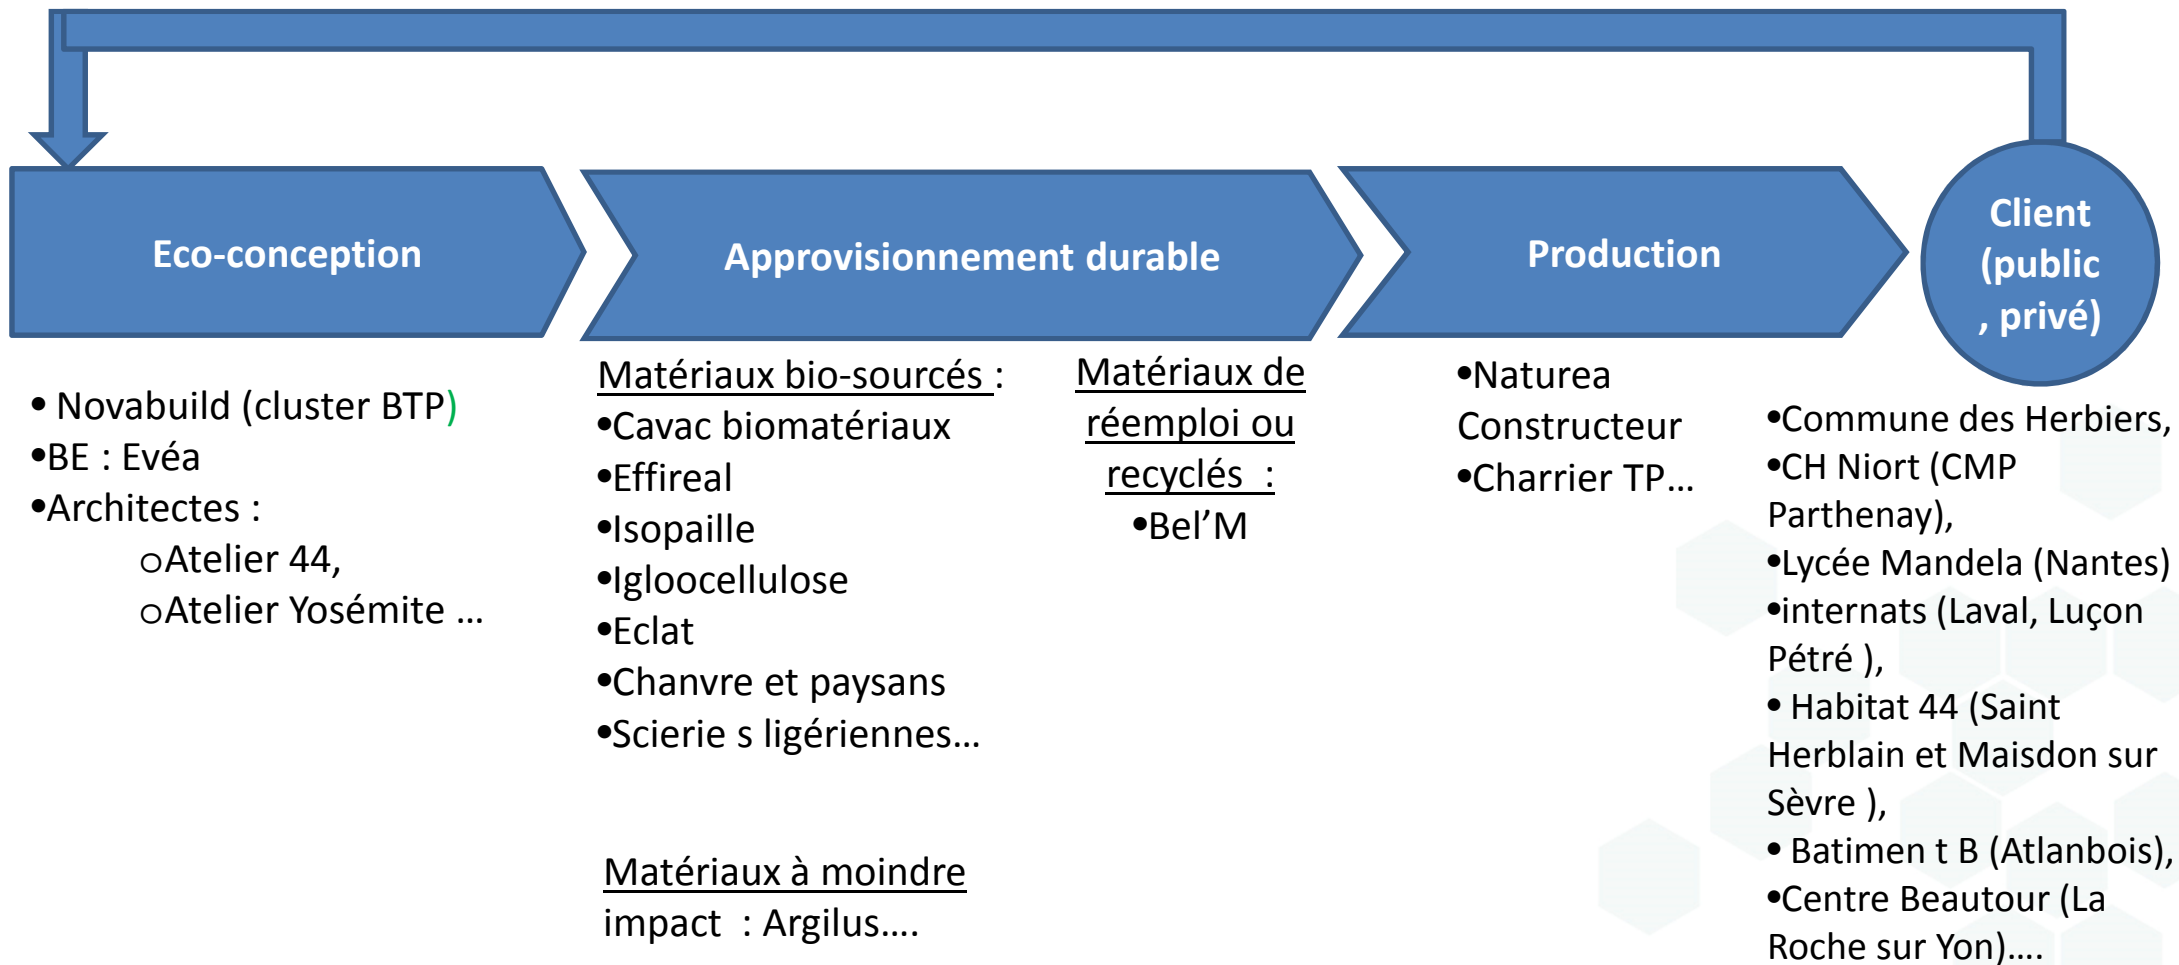 Eco-conception
Approvisionnement durable
Production
Client
(public
, privé)
• Novabuild (cluster BTP)
•BE : Evéa
•Architectes :
oAtelier 44,
oAtelier Yosémite …
Matériaux bio-sourcés :
•Cavac biomatériaux
•Effireal
•Isopaille
•Igloocellulose
•Eclat
•Chanvre et paysans
•Scierie s ligériennes…
Matériaux à moindre
impact : Argilus….
Matériaux de
réemploi ou
recyclés :
•Bel’M
•Naturea
Constructeur
•Charrier TP…
•Commune des Herbiers,
•CH Niort (CMP
Parthenay),
•Lycée Mandela (Nantes)
•internats (Laval, Luçon
Pétré ),
• Habitat 44 (Saint
Herblain et Maisdon sur
Sèvre ),
• Batimen t B (Atlanbois),
•Centre Beautour (La
Roche sur Yon)….